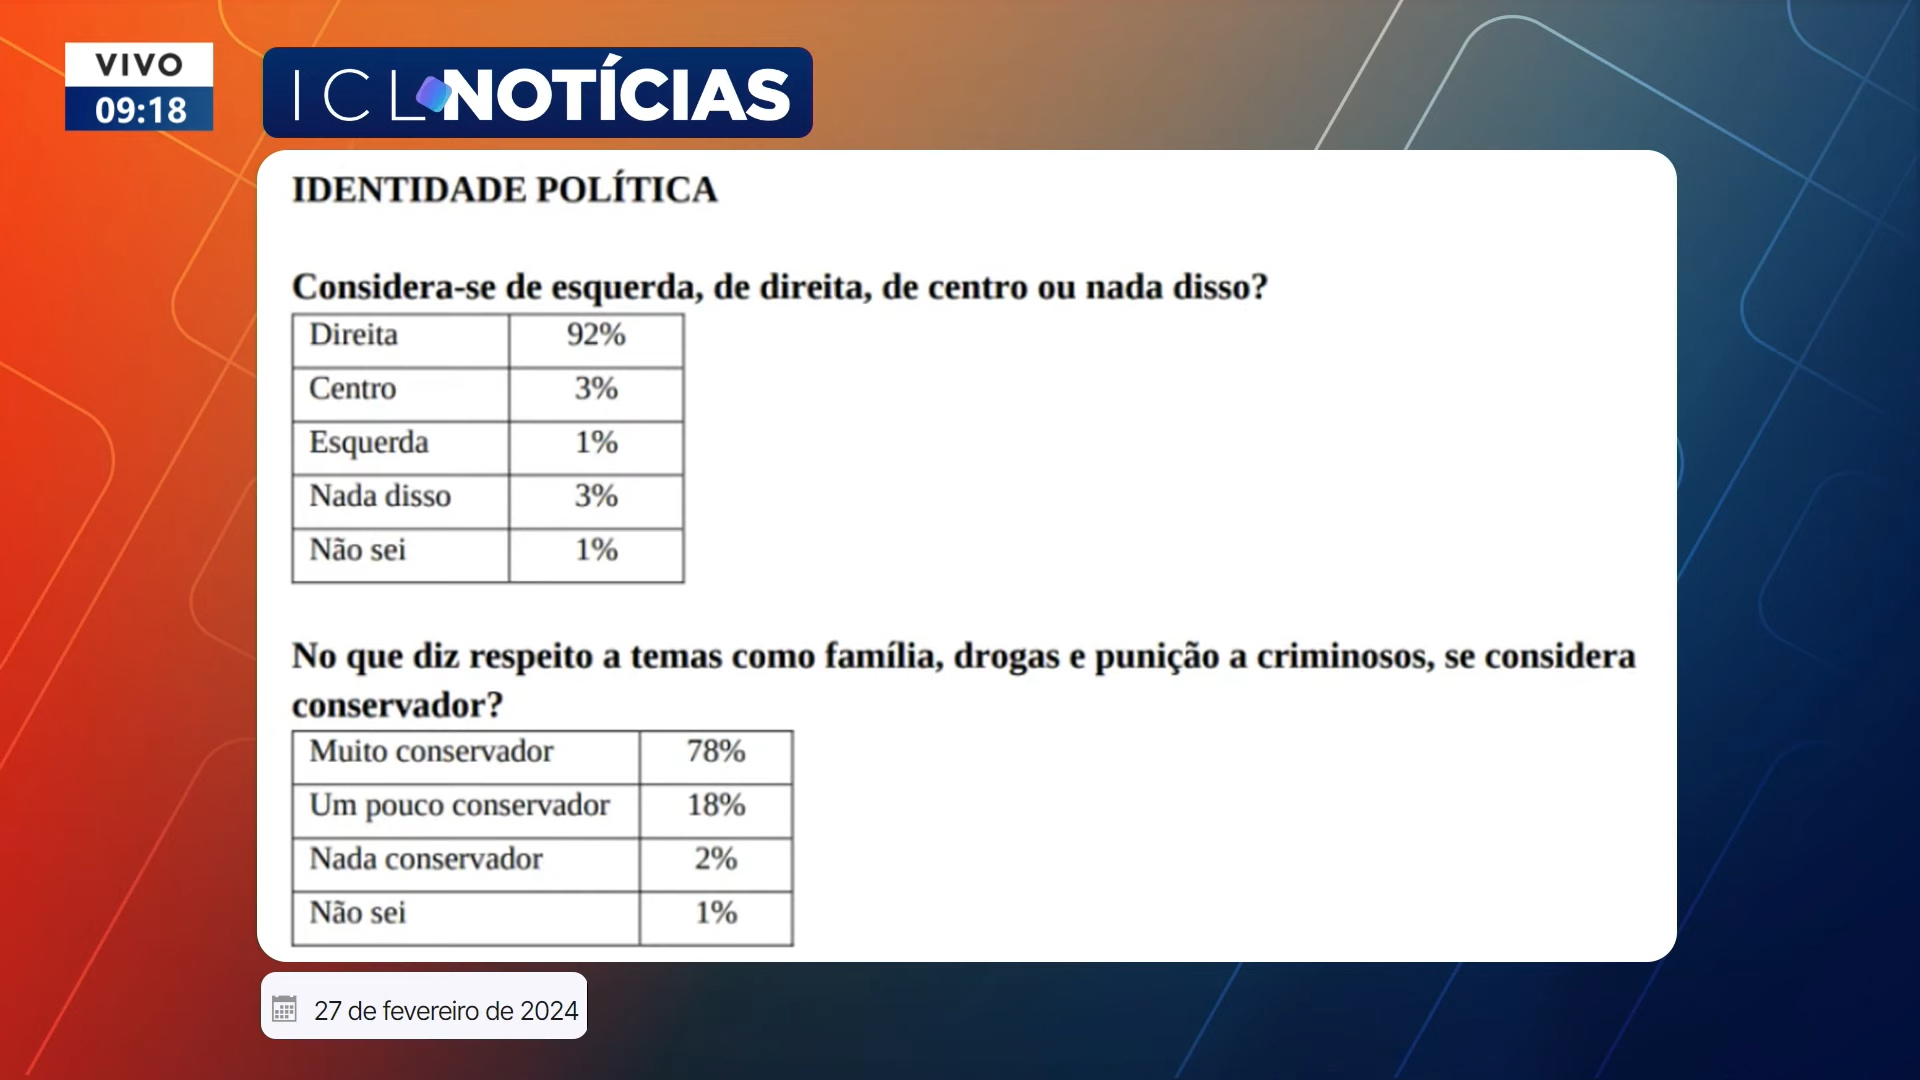 VIVO
09:18
ICL NOTÍCIAS
IDENTIDADE POLÍTICA
Considera-se de esquerda, de direita, de centro ou nada disso?
Direita 92%
Centro 3%
Esquerda 1%
Nada disso 3%
Não sei 1%
No que diz respeito a temas como família, drogas e punição a criminosos, se considera
conservador?
Muito conservador 78%
Um pouco conservador 18%
Nada conservador 2%
Não sei 1%
27 de fevereiro de 2024